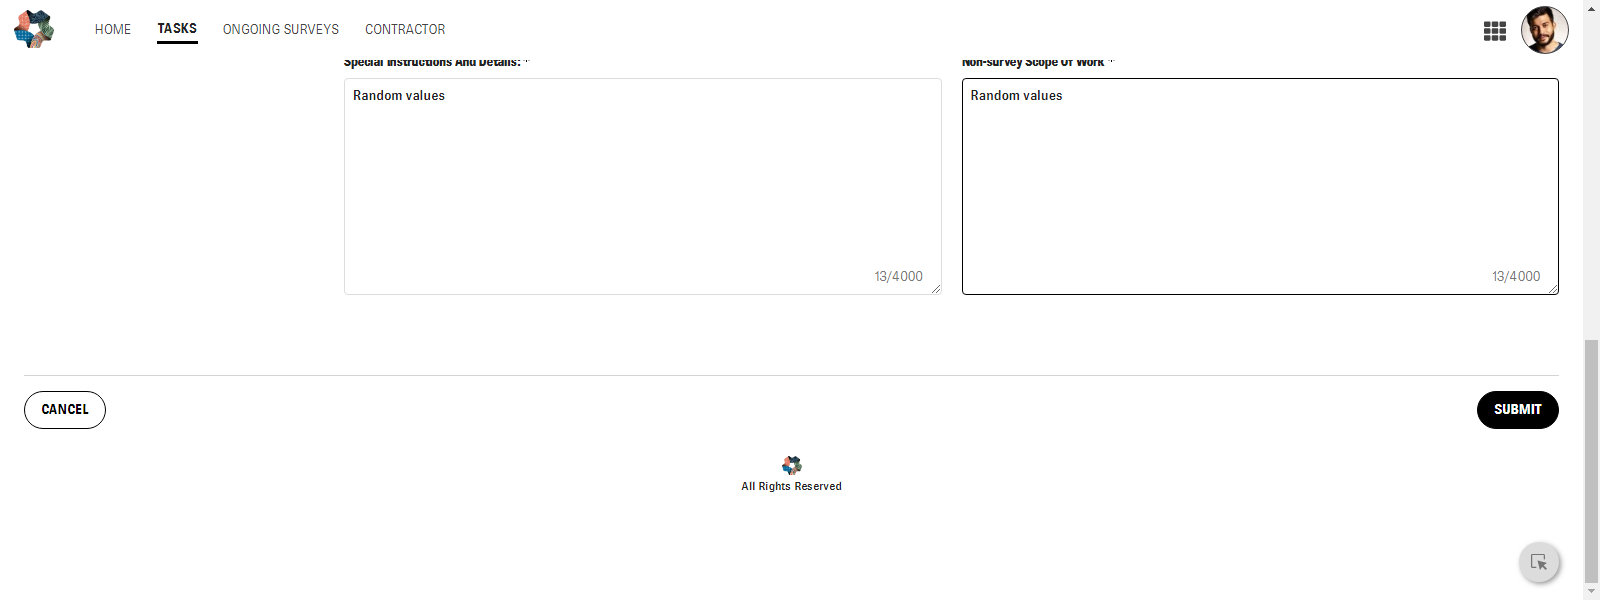 HOME TASKS ONGOING SURVEYS CONTRACTOR
Special Instructions And Details: * Non-survey Scope Of Work *
Random values Random values
13/4000 13/4000
CANCEL SUBMIT
All Rights Reserved